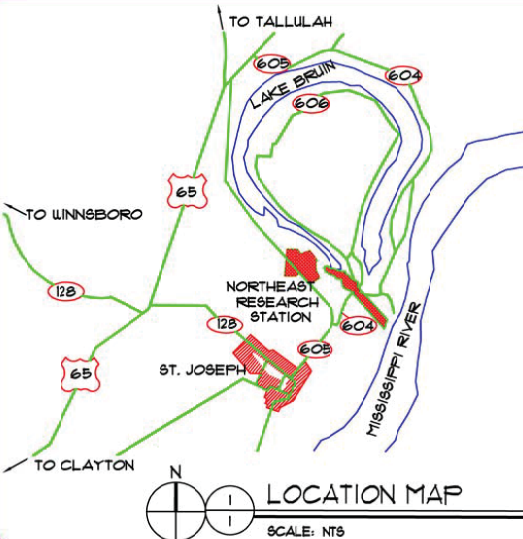 TO TALLULAH
605
604
LAKE BRUIN
606
65
TO WINNSBORO
128
NORTHEAST
RESEARCH
STATION
128
604
605
MISSISSIPPI RIVER
65
ST. JOSEPH
TO CLAYTON
N
LOCATION MAP
SCALE: NTS